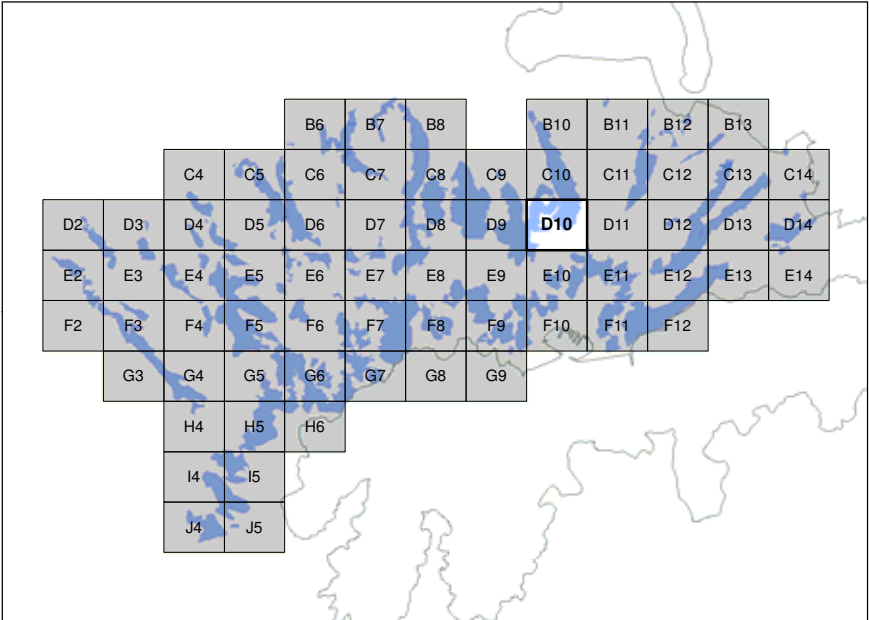 B6 B7 B8 B10 B11 B12 B13
C4 C5 C6 C7 C8 C9 C10 C11 C12 C13 C14
D2 D3 D4 D5 D6 D7 D8 D9 D10 D11 D12 D13 D14
E2 E3 E4 E5 E6 E7 E8 E9 E10 E11 E12 E13 E14
F2 F3 F4 F5 F6 F7 F8 F9 F10 F11 F12
G3 G4 G5 G6 G7 G8 G9
H4 H5 H6
I4 I5
J4 J5